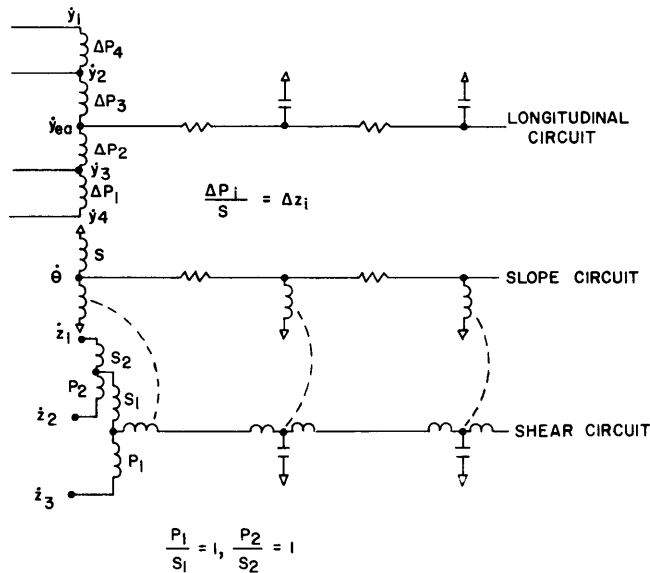 ẏ₁
ΔP₄
ẏ₂
ΔP₃
ẏea
LONGITUDINAL
CIRCUIT
ΔP₂
ẏ₃
ΔP₁
ΔPᵢ/S = Δzᵢ
ẏ₄
S
θ̇
SLOPE CIRCUIT
ż₁
S₂
P₂
S₁
ż₂
SHEAR CIRCUIT
P₁
ż₃
P₁/S₁ = 1, P₂/S₂ = 1